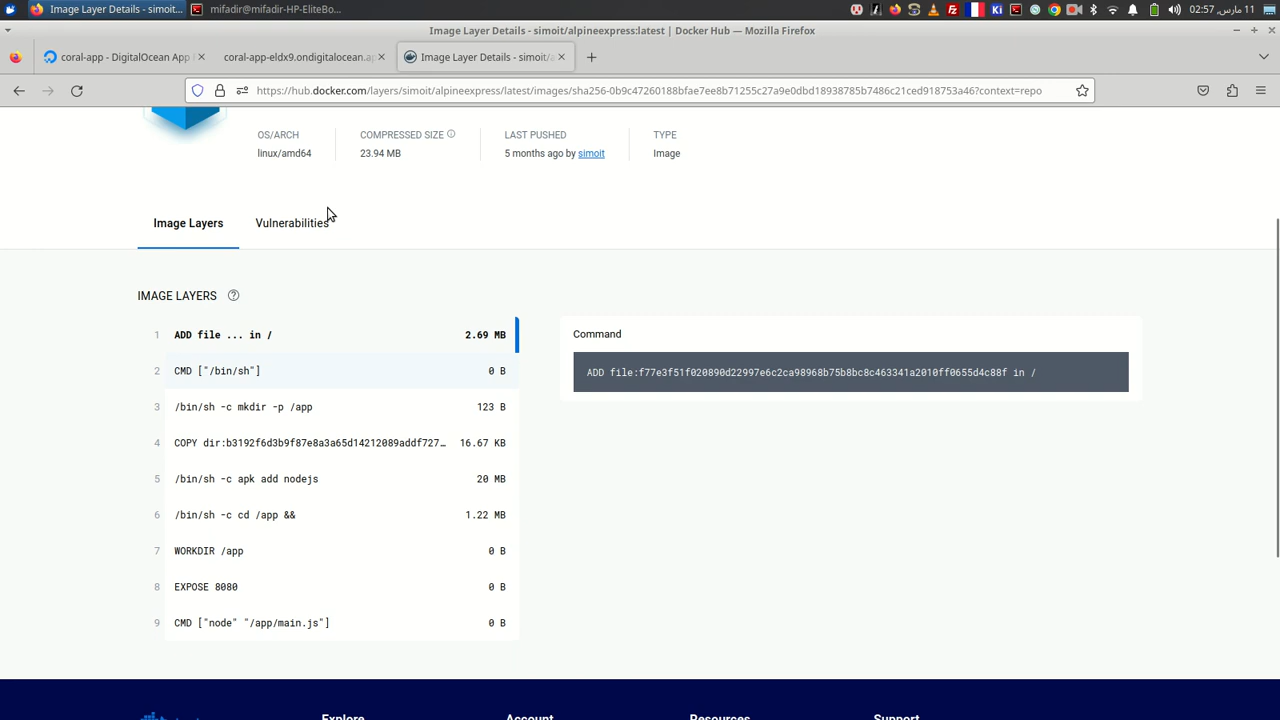 Image Layer Details - simoit...
mifadir@mifadir-HP-EliteBo...
Ki
11 مارس, 02:57
Image Layer Details - simoit/alpineexpress:latest | Docker Hub — Mozilla Firefox
coral-app - DigitalOcean App
coral-app-eldx9.ondigitalocean.ap
Image Layer Details - simoit/a
https://hub.docker.com/layers/simoit/alpineexpress/latest/images/sha256-0b9c47260188bfae7ee8b71255c27a9e0dbd18938785b7486c21ced918753a46?context=repo
OS/ARCH
COMPRESSED SIZE
LAST PUSHED
TYPE
linux/amd64
23.94 MB
5 months ago by simoit
Image
Image Layers
Vulnerabilities
IMAGE LAYERS
1 ADD file ... in / 2.69 MB
2 CMD ["/bin/sh"] 0 B
3 /bin/sh -c mkdir -p /app 123 B
4 COPY dir:b3192f6d3b9f87e8a3a65d14212089addf727… 16.67 KB
5 /bin/sh -c apk add nodejs 20 MB
6 /bin/sh -c cd /app && 1.22 MB
7 WORKDIR /app 0 B
8 EXPOSE 8080 0 B
9 CMD ["node" "/app/main.js"] 0 B
Command
ADD file:f77e3f51f020890d22997e6c2ca98968b75b8bc8c463341a2010ff0655d4c88f in /
Explore
Account
Resources
Support